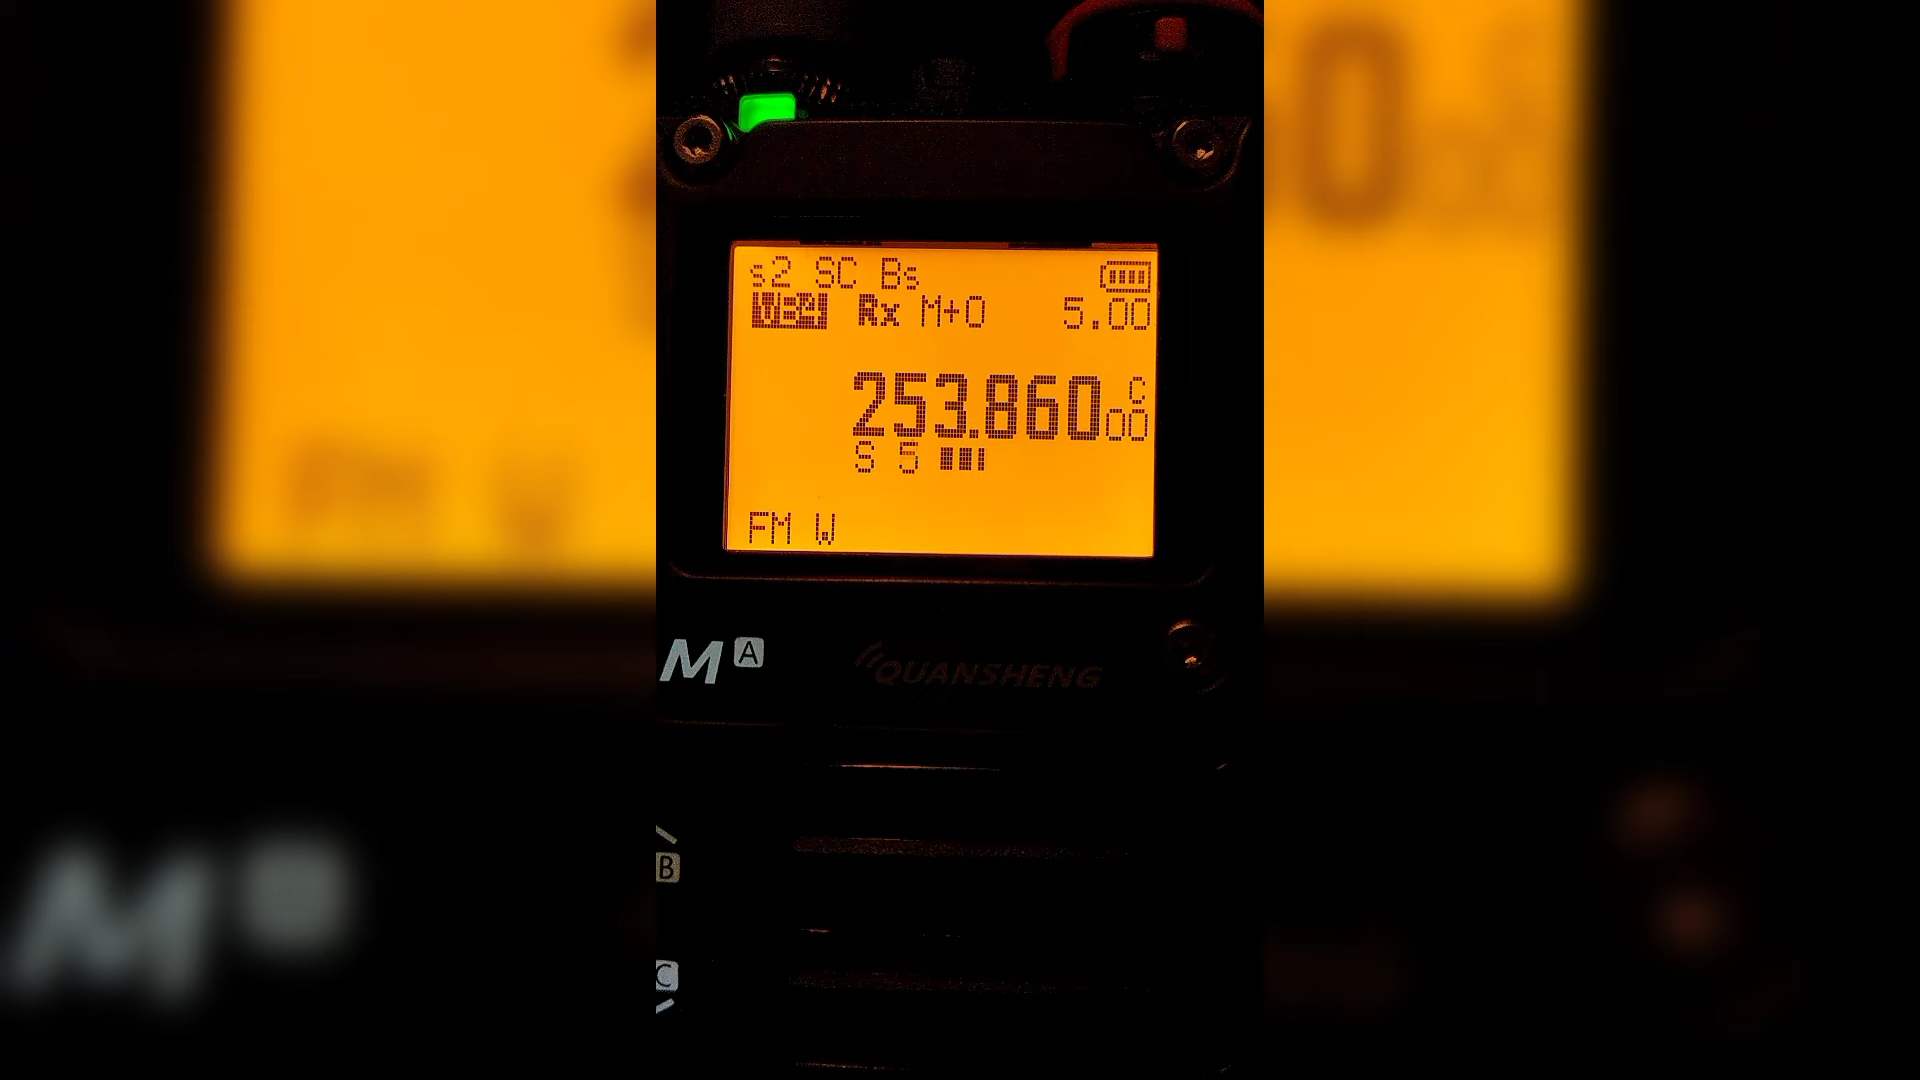 s2 SC Bs
Rx M+O 5.00
253.860 00 C
S 5
FM W
M A
QUANSHENG
B
C